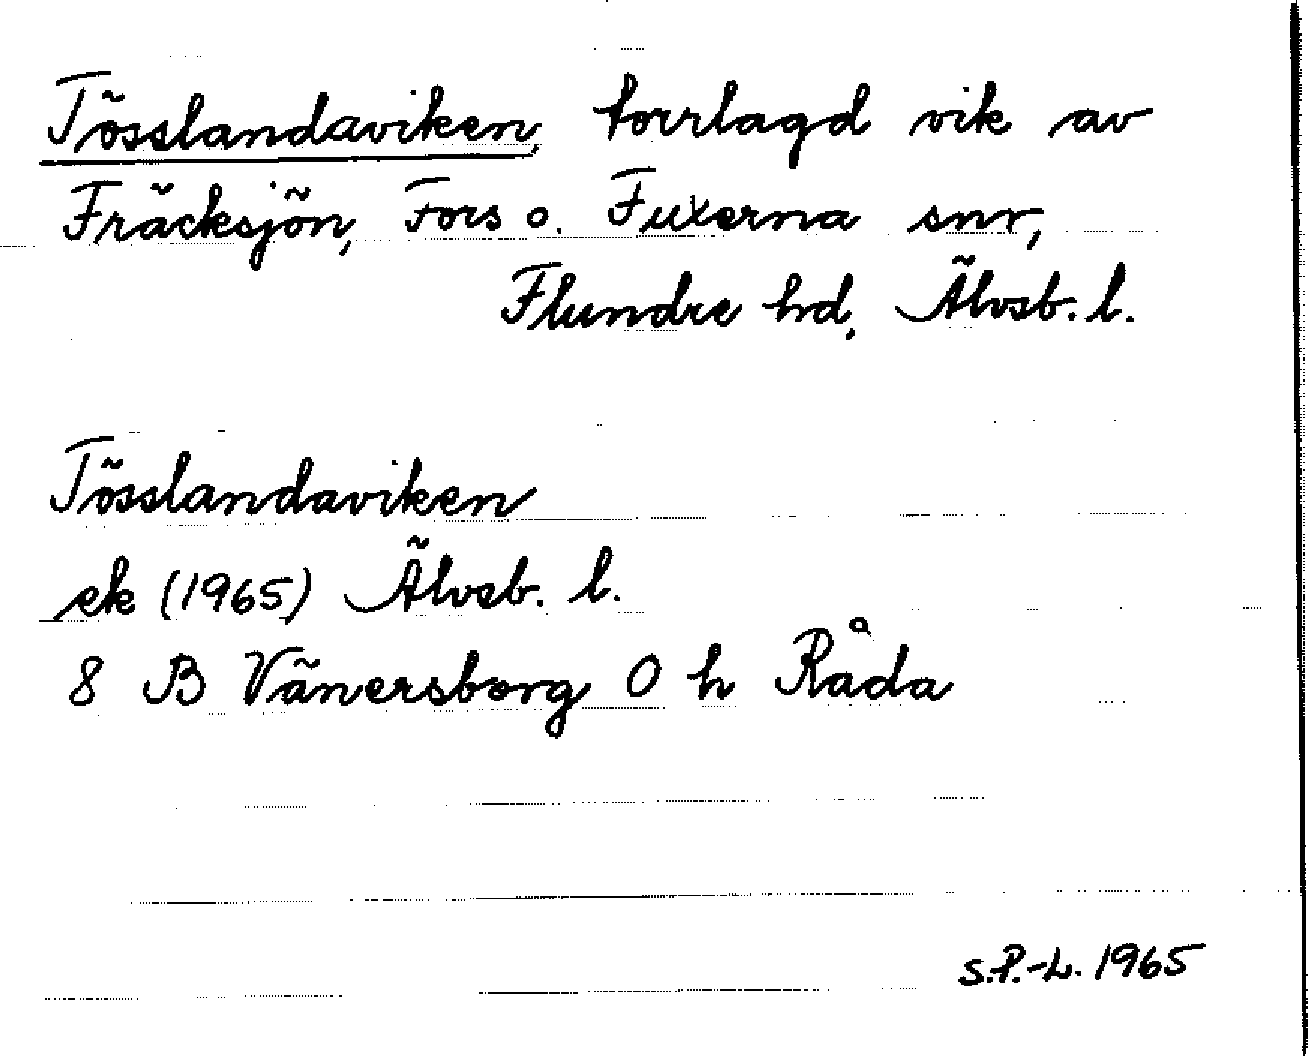 Tösslandaviken, torrlagd vik av
Fräcksjön, Fors o. Fuxerna snr,
Flundre hd, Älvsb. l.
Tösslandaviken
ek (1965) Älvsb. l.
8 B Vänersborg 0 h Råda
S.P.-L. 1965